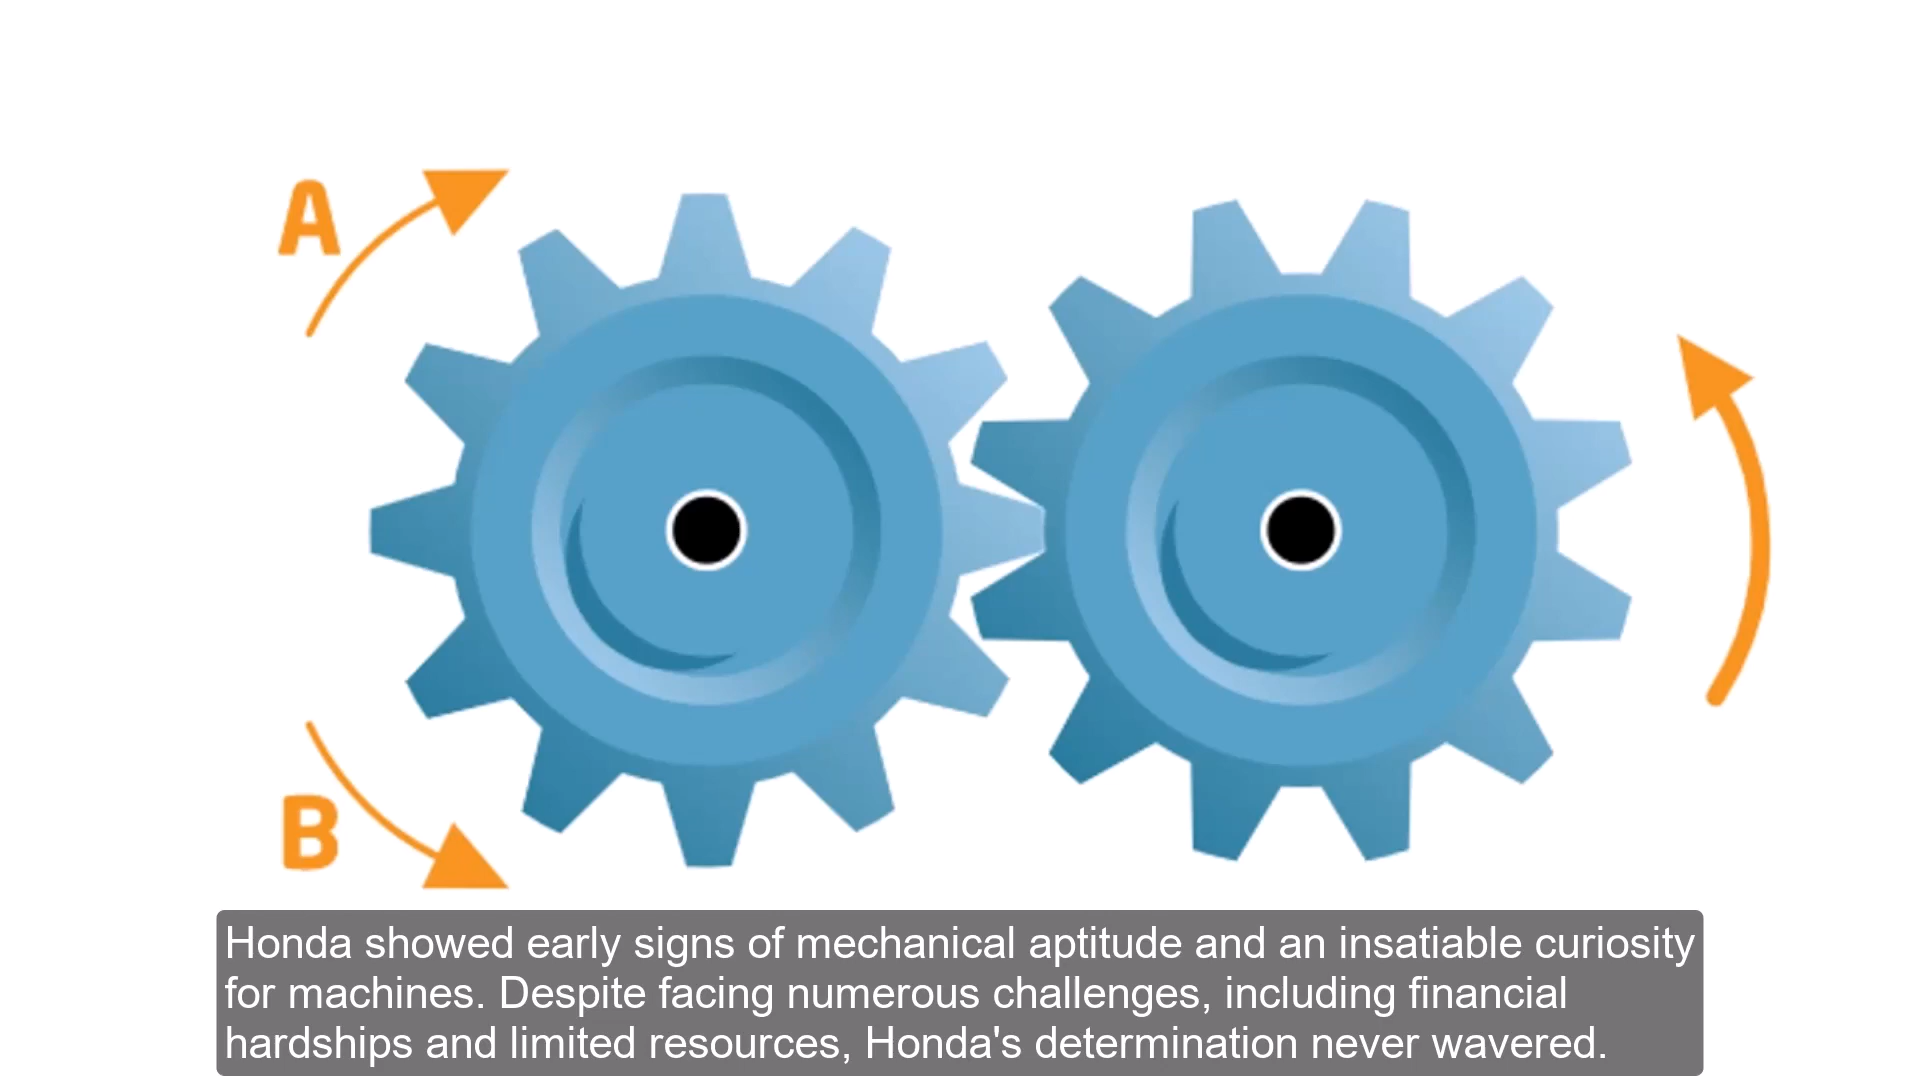 A
B
Honda showed early signs of mechanical aptitude and an insatiable curiosity
for machines. Despite facing numerous challenges, including financial
hardships and limited resources, Honda's determination never wavered.